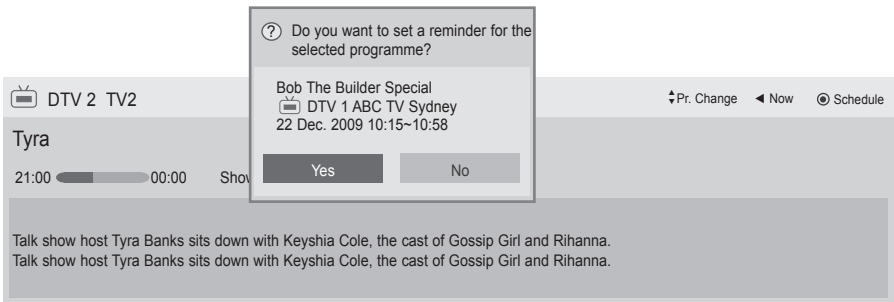 Do you want to set a reminder for the
selected programme?
Bob The Builder Special
DTV 1 ABC TV Sydney
22 Dec. 2009 10:15~10:58
Yes No
DTV 2 TV2
Pr. Change Now Schedule
Tyra
21:00 00:00
Talk show host Tyra Banks sits down with Keyshia Cole, the cast of Gossip Girl and Rihanna.
Talk show host Tyra Banks sits down with Keyshia Cole, the cast of Gossip Girl and Rihanna.